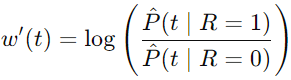 w′(t) = log ( P̂(t | R = 1) / P̂(t | R = 0) )